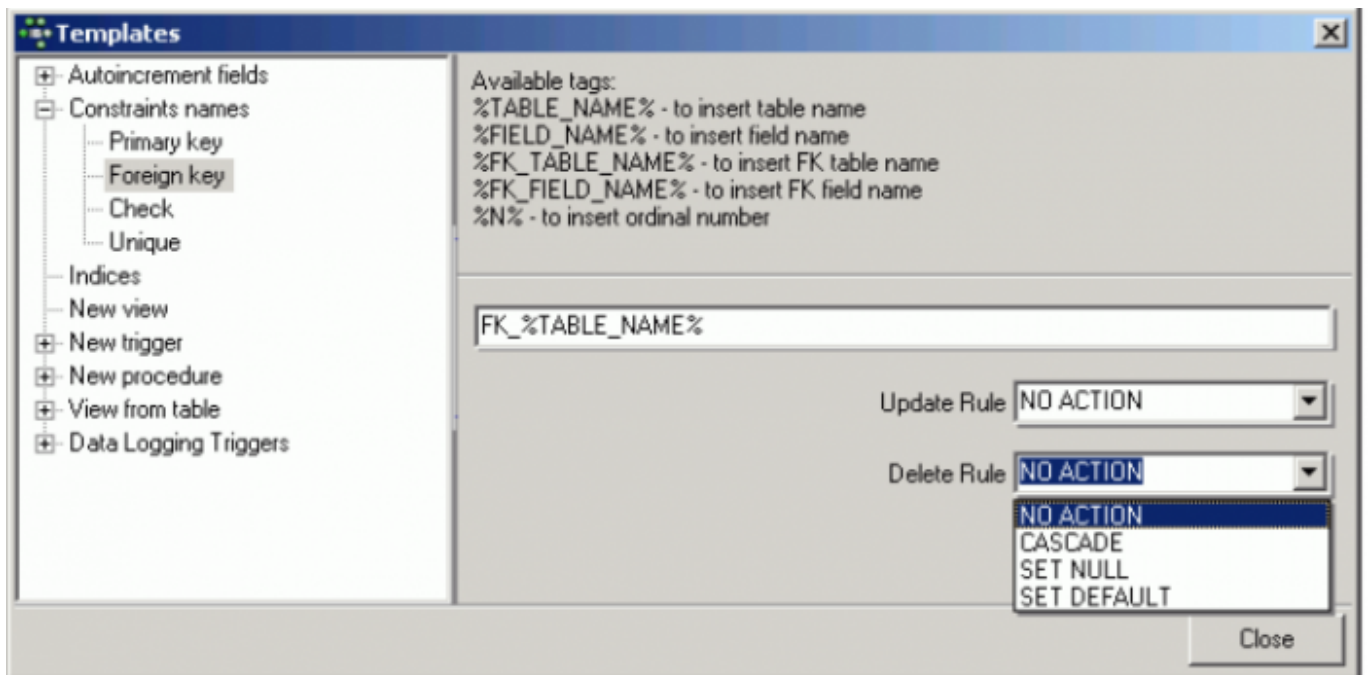 Templates
Autoincrement fields
Constraints names
Primary key
Foreign key
Check
Unique
Indices
New view
New trigger
New procedure
View from table
Data Logging Triggers
Available tags:
%TABLE_NAME% - to insert table name
%FIELD_NAME% - to insert field name
%FK_TABLE_NAME% - to insert FK table name
%FK_FIELD_NAME% - to insert FK field name
%N% - to insert ordinal number
FK_%TABLE_NAME%
Update Rule NO ACTION
Delete Rule NO ACTION
NO ACTION
CASCADE
SET NULL
SET DEFAULT
Close